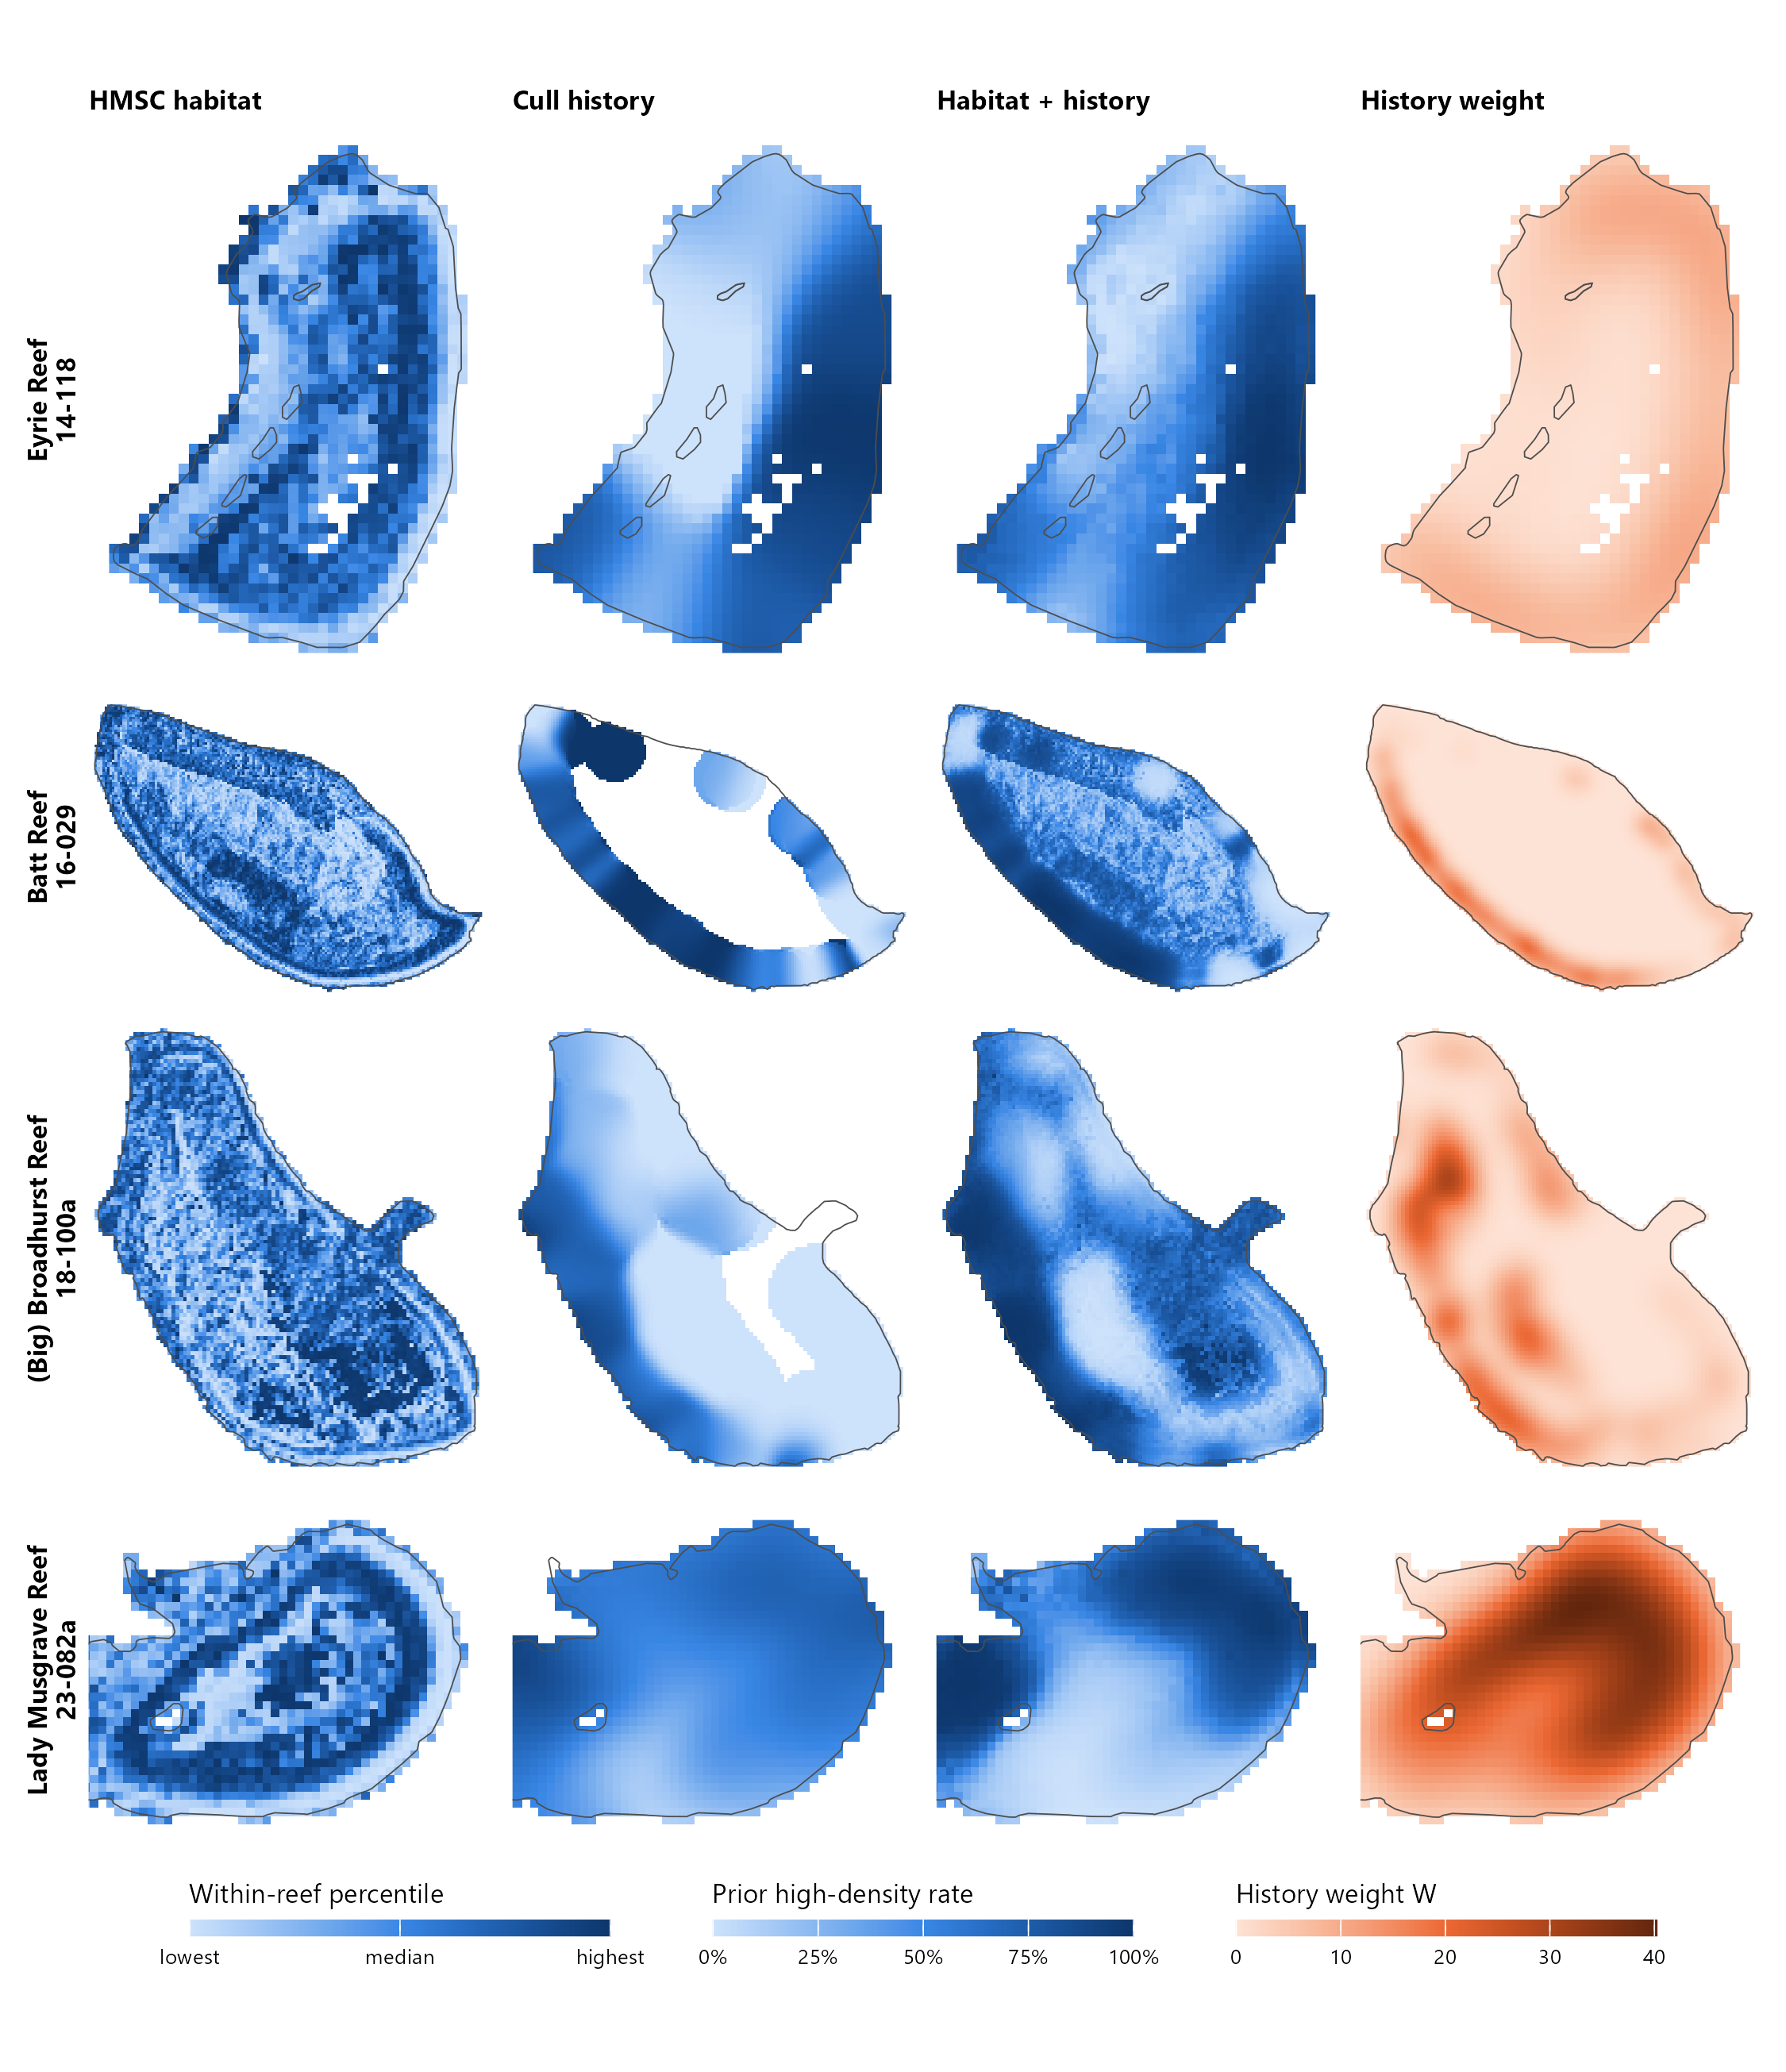 HMSC habitat
Cull history
Habitat + history
History weight
Eyrie Reef
14-118
Batt Reef
16-029
(Big) Broadhurst Reef
18-100a
Lady Musgrave Reef
23-082a
Within-reef percentile
lowest
median
highest
Prior high-density rate
0%
25%
50%
75%
100%
History weight W
0
10
20
30
40